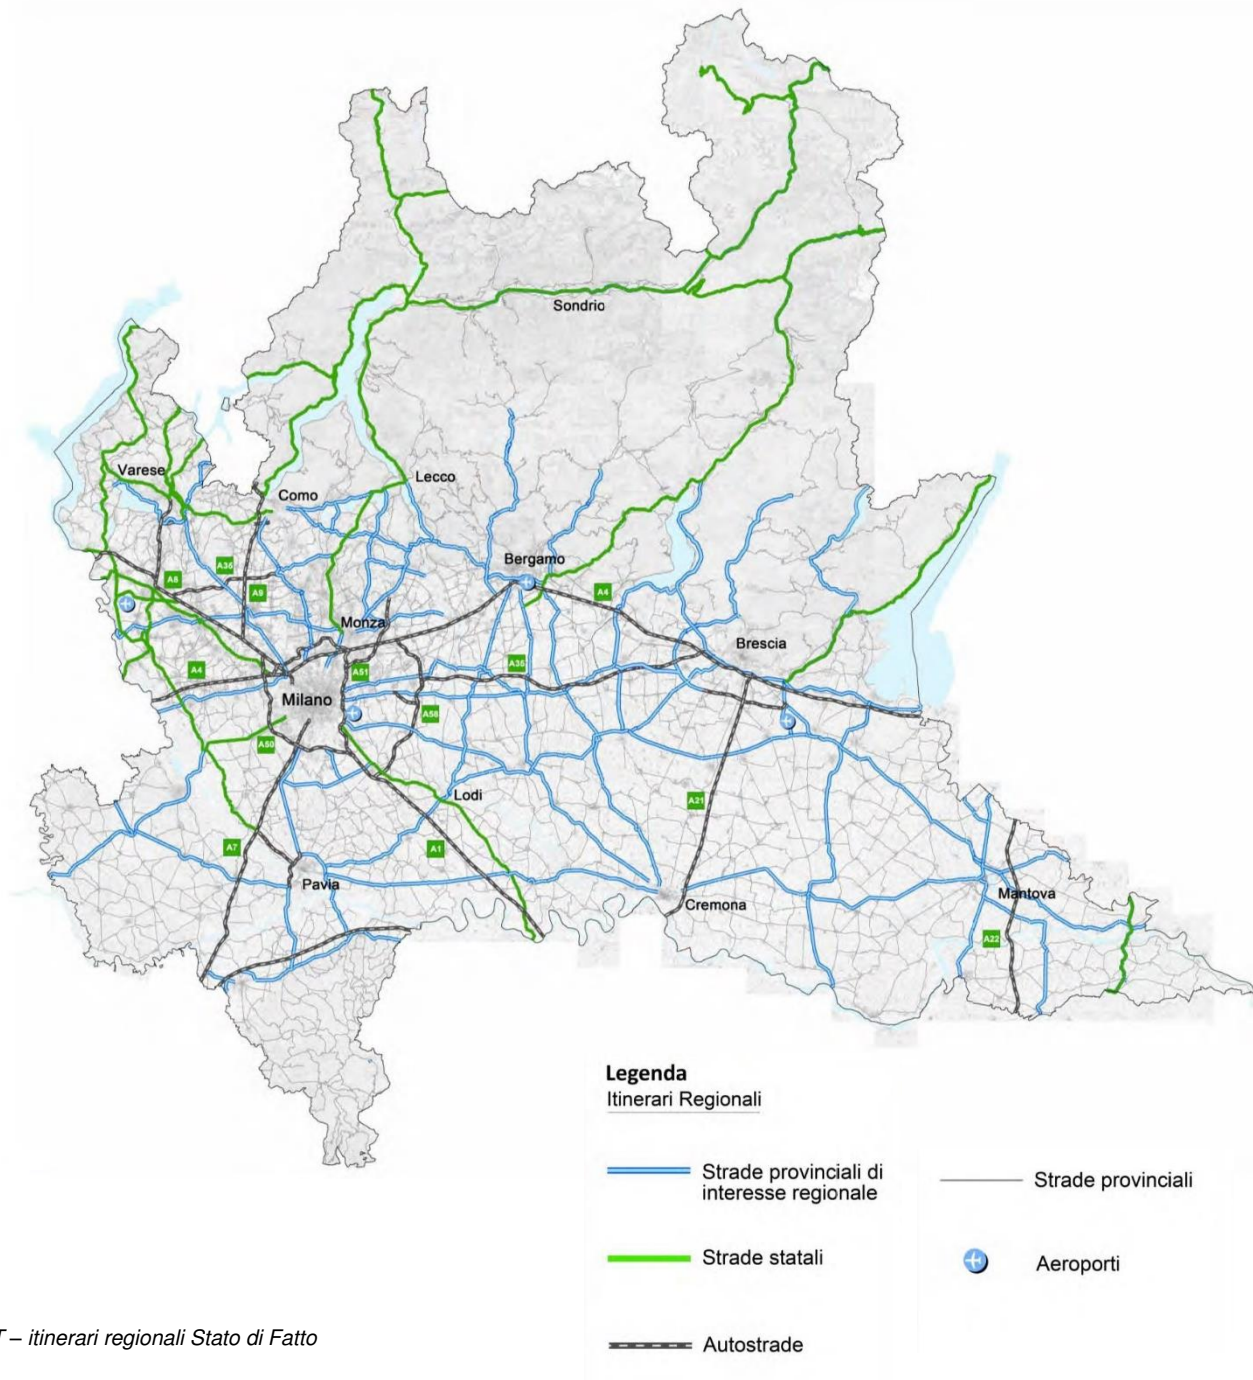 Sondrio
Varese
Lecco
Como
Bergamo
A36
A8
A9
A4
Monza
Brescia
A4
A51
A35
Milano
A58
A50
Lodi
A21
A7
A1
Pavia
Cremona
Mantova
A22
Legenda
Itinerari Regionali
Strade provinciali di
interesse regionale
Strade provinciali
Strade statali
Aeroporti
T – itinerari regionali Stato di Fatto
Autostrade